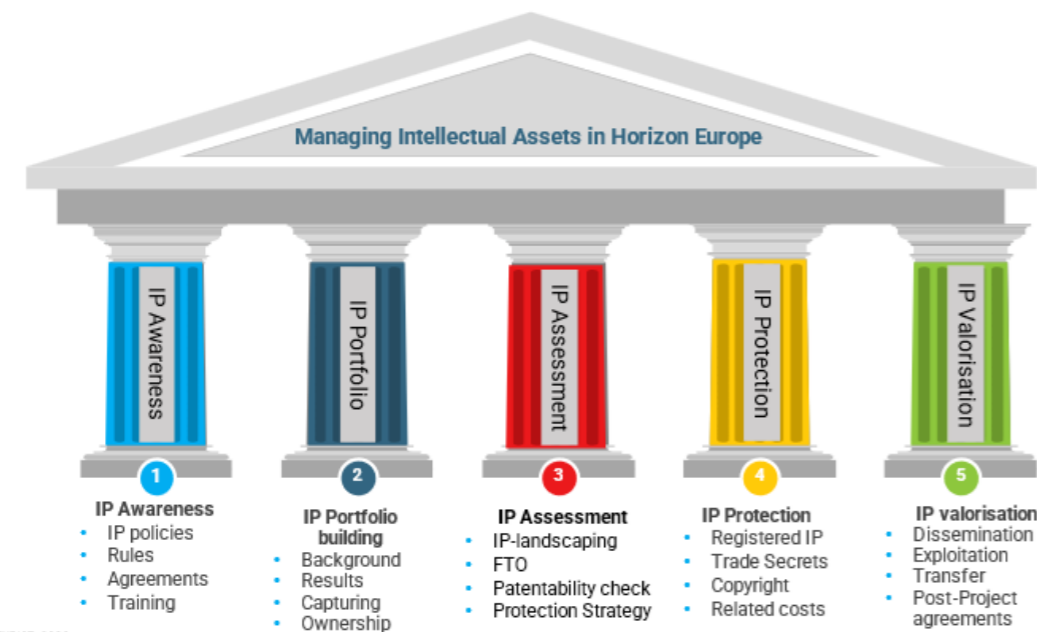 Managing Intellectual Assets in Horizon Europe
IP Awareness
IP Portfolio
IP Assessment
IP Protection
IP Valorisation
1
2
3
4
5
IP Awareness
• IP policies
• Rules
• Agreements
• Training
IP Portfolio
building
• Background
• Results
• Capturing
• Ownership
IP Assessment
• IP-landscaping
• FTO
• Patentability check
• Protection Strategy
IP Protection
• Registered IP
• Trade Secrets
• Copyright
• Related costs
IP valorisation
• Dissemination
• Exploitation
• Transfer
• Post-Project
agreements